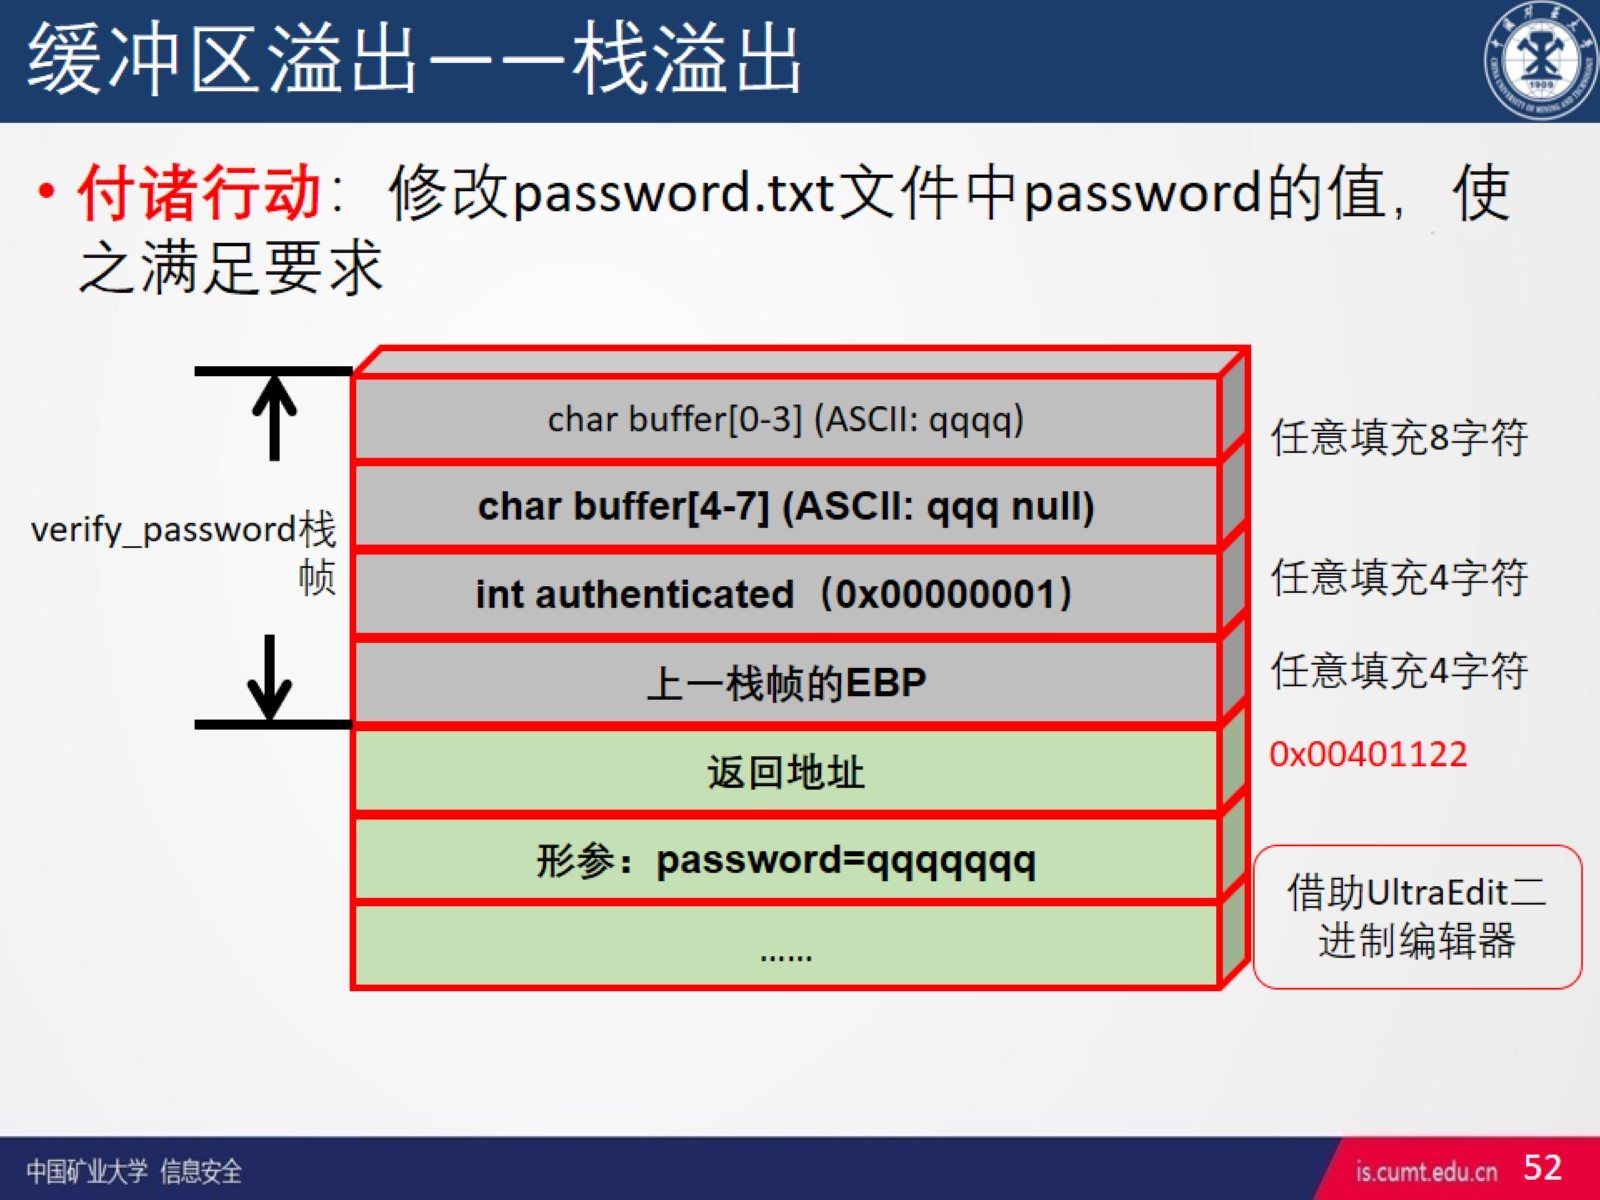 缓冲区溢出——栈溢出
• 付诸行动： 修改password.txt文件中password的值，使
之满足要求
char buffer[0-3] (ASCII: qqqq)
任意填充8字符
char buffer[4-7] (ASCII: qqq null)
verify_password栈
帧
int authenticated（0x00000001）
任意填充4字符
上一栈帧的EBP
任意填充4字符
返回地址
0x00401122
形参：password=qqqqqqq
借助UltraEdit二
进制编辑器
......
中国矿业大学 信息安全
is.cumt.edu.cn 52
CHINA UNIVERSITY OF MINING AND TECHNOLOGY
1909